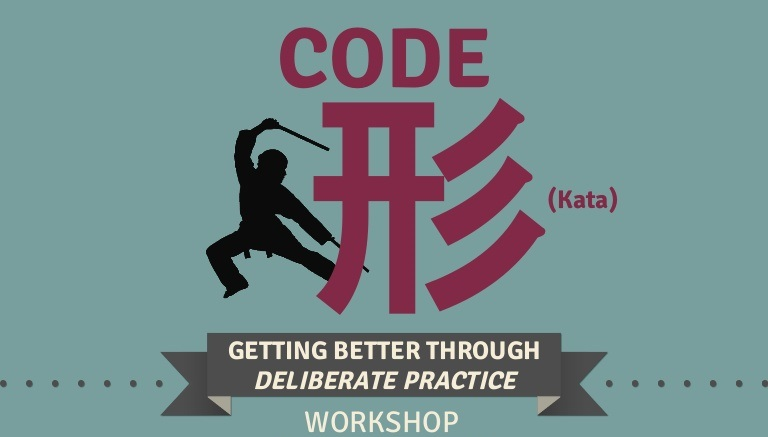 CODE
形
(Kata)
GETTING BETTER THROUGH
DELIBERATE PRACTICE
WORKSHOP